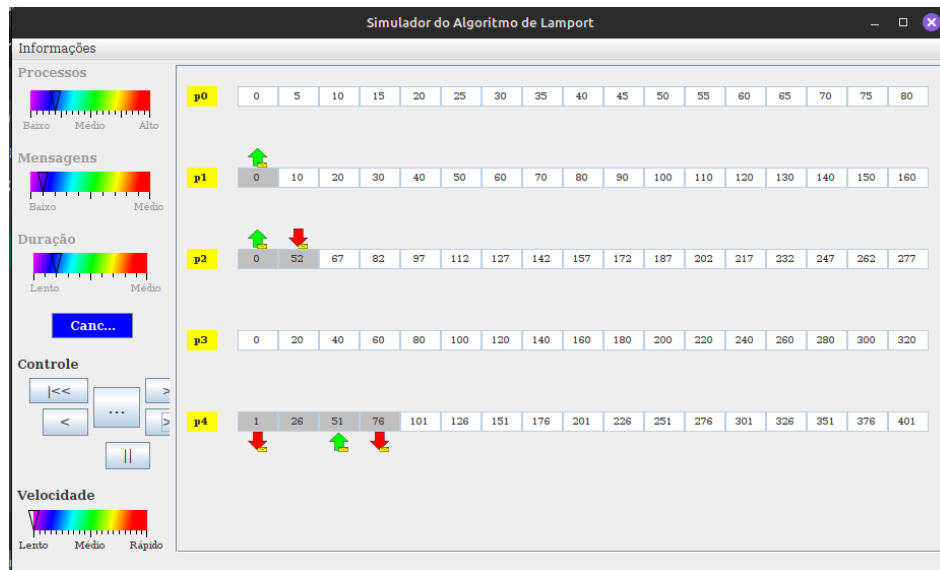 Simulador do Algoritmo de Lamport
Informações
Processos
Baixo Médio Alto
Mensagens
Baixo Médio
Duração
Lento Médio
Canc...
Controle
|<< ... >
< >
||
Velocidade
Lento Médio Rápido
p0 0 5 10 15 20 25 30 35 40 45 50 55 60 65 70 75 80
p1 0 10 20 30 40 50 60 70 80 90 100 110 120 130 140 150 160
p2 0 52 67 82 97 112 127 142 157 172 187 202 217 232 247 262 277
p3 0 20 40 60 80 100 120 140 160 180 200 220 240 260 280 300 320
p4 1 26 51 76 101 126 151 176 201 226 251 276 301 326 351 376 401